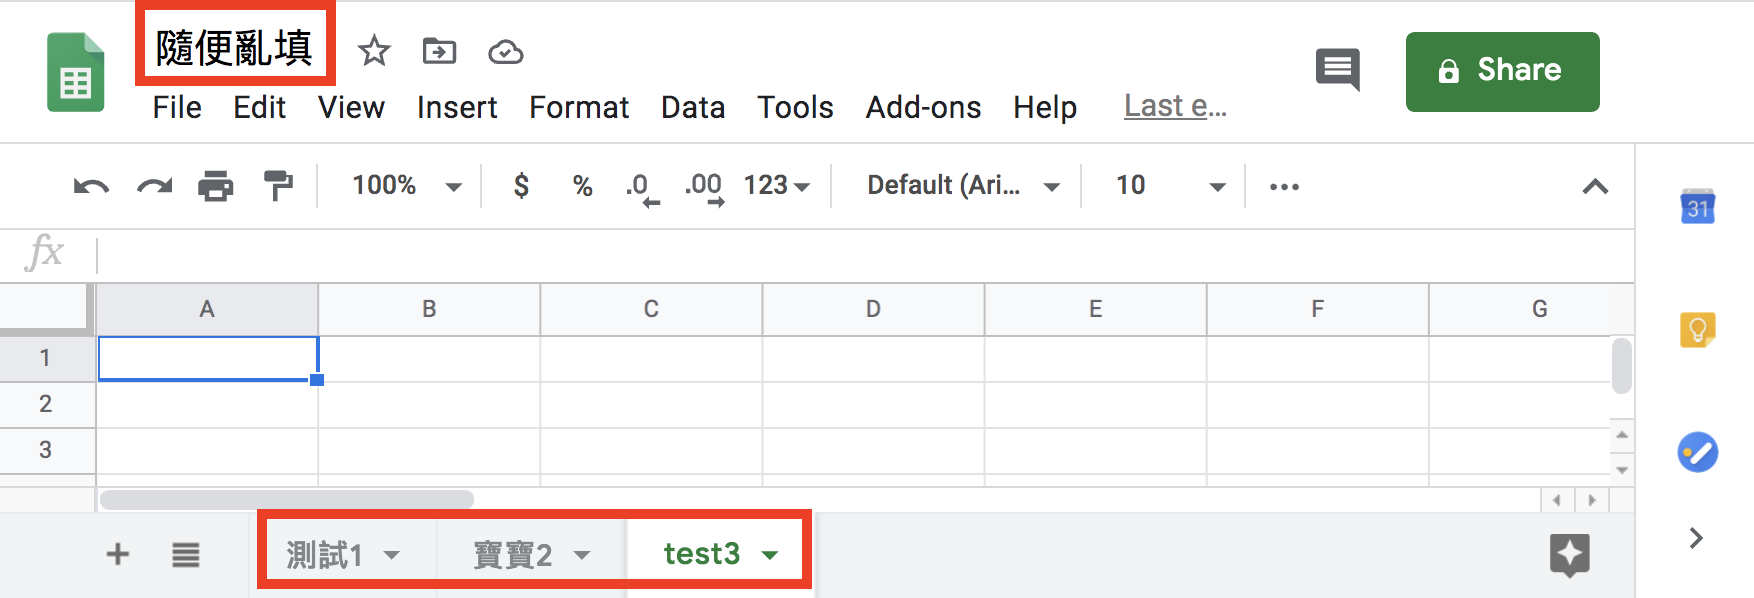 隨便亂填
File Edit View Insert Format Data Tools Add-ons Help Last e...
Share
100% $ % .0 .00 123 Default (Ari... 10
31
fx
A B C D E F G
1
2
3
測試1 寶寶2 test3